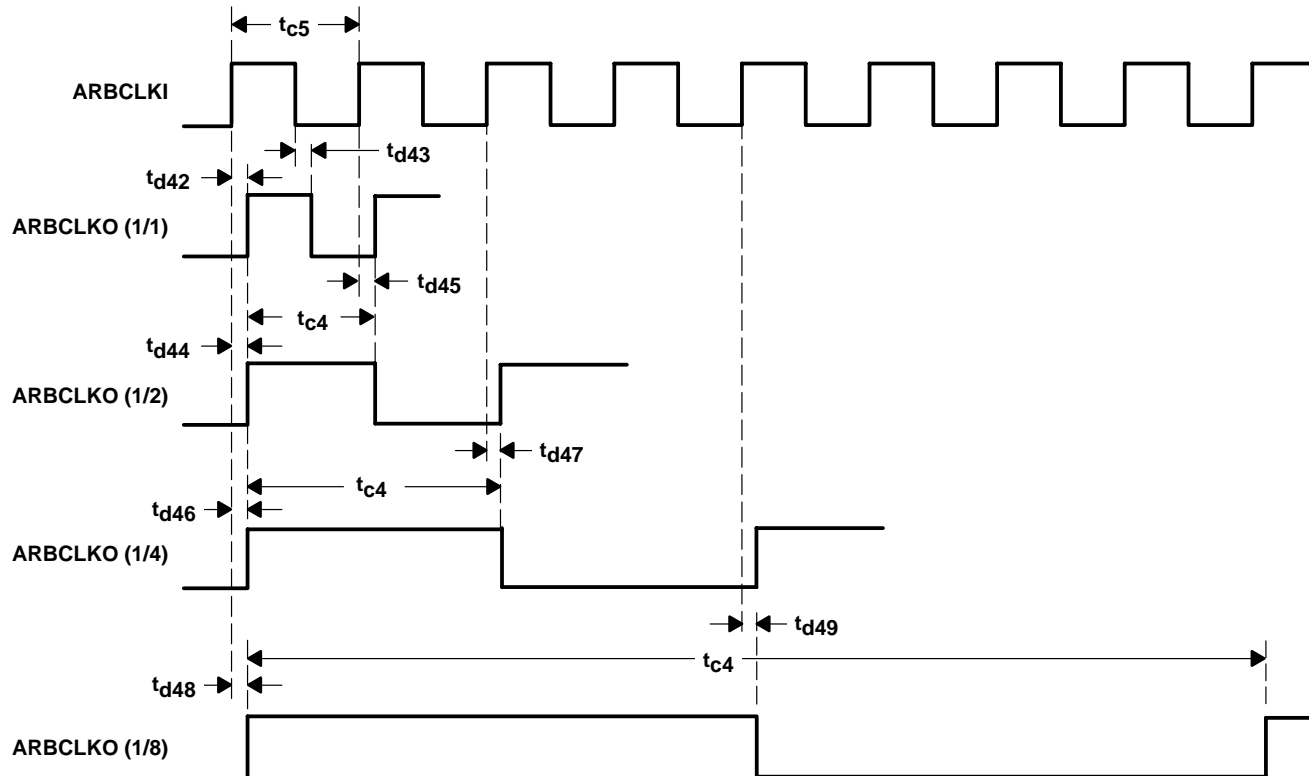 tc5
ARBCLKI
td43
td42
ARBCLKO (1/1)
td45
tc4
td44
ARBCLKO (1/2)
td47
tc4
td46
ARBCLKO (1/4)
td49
tc4
td48
ARBCLKO (1/8)